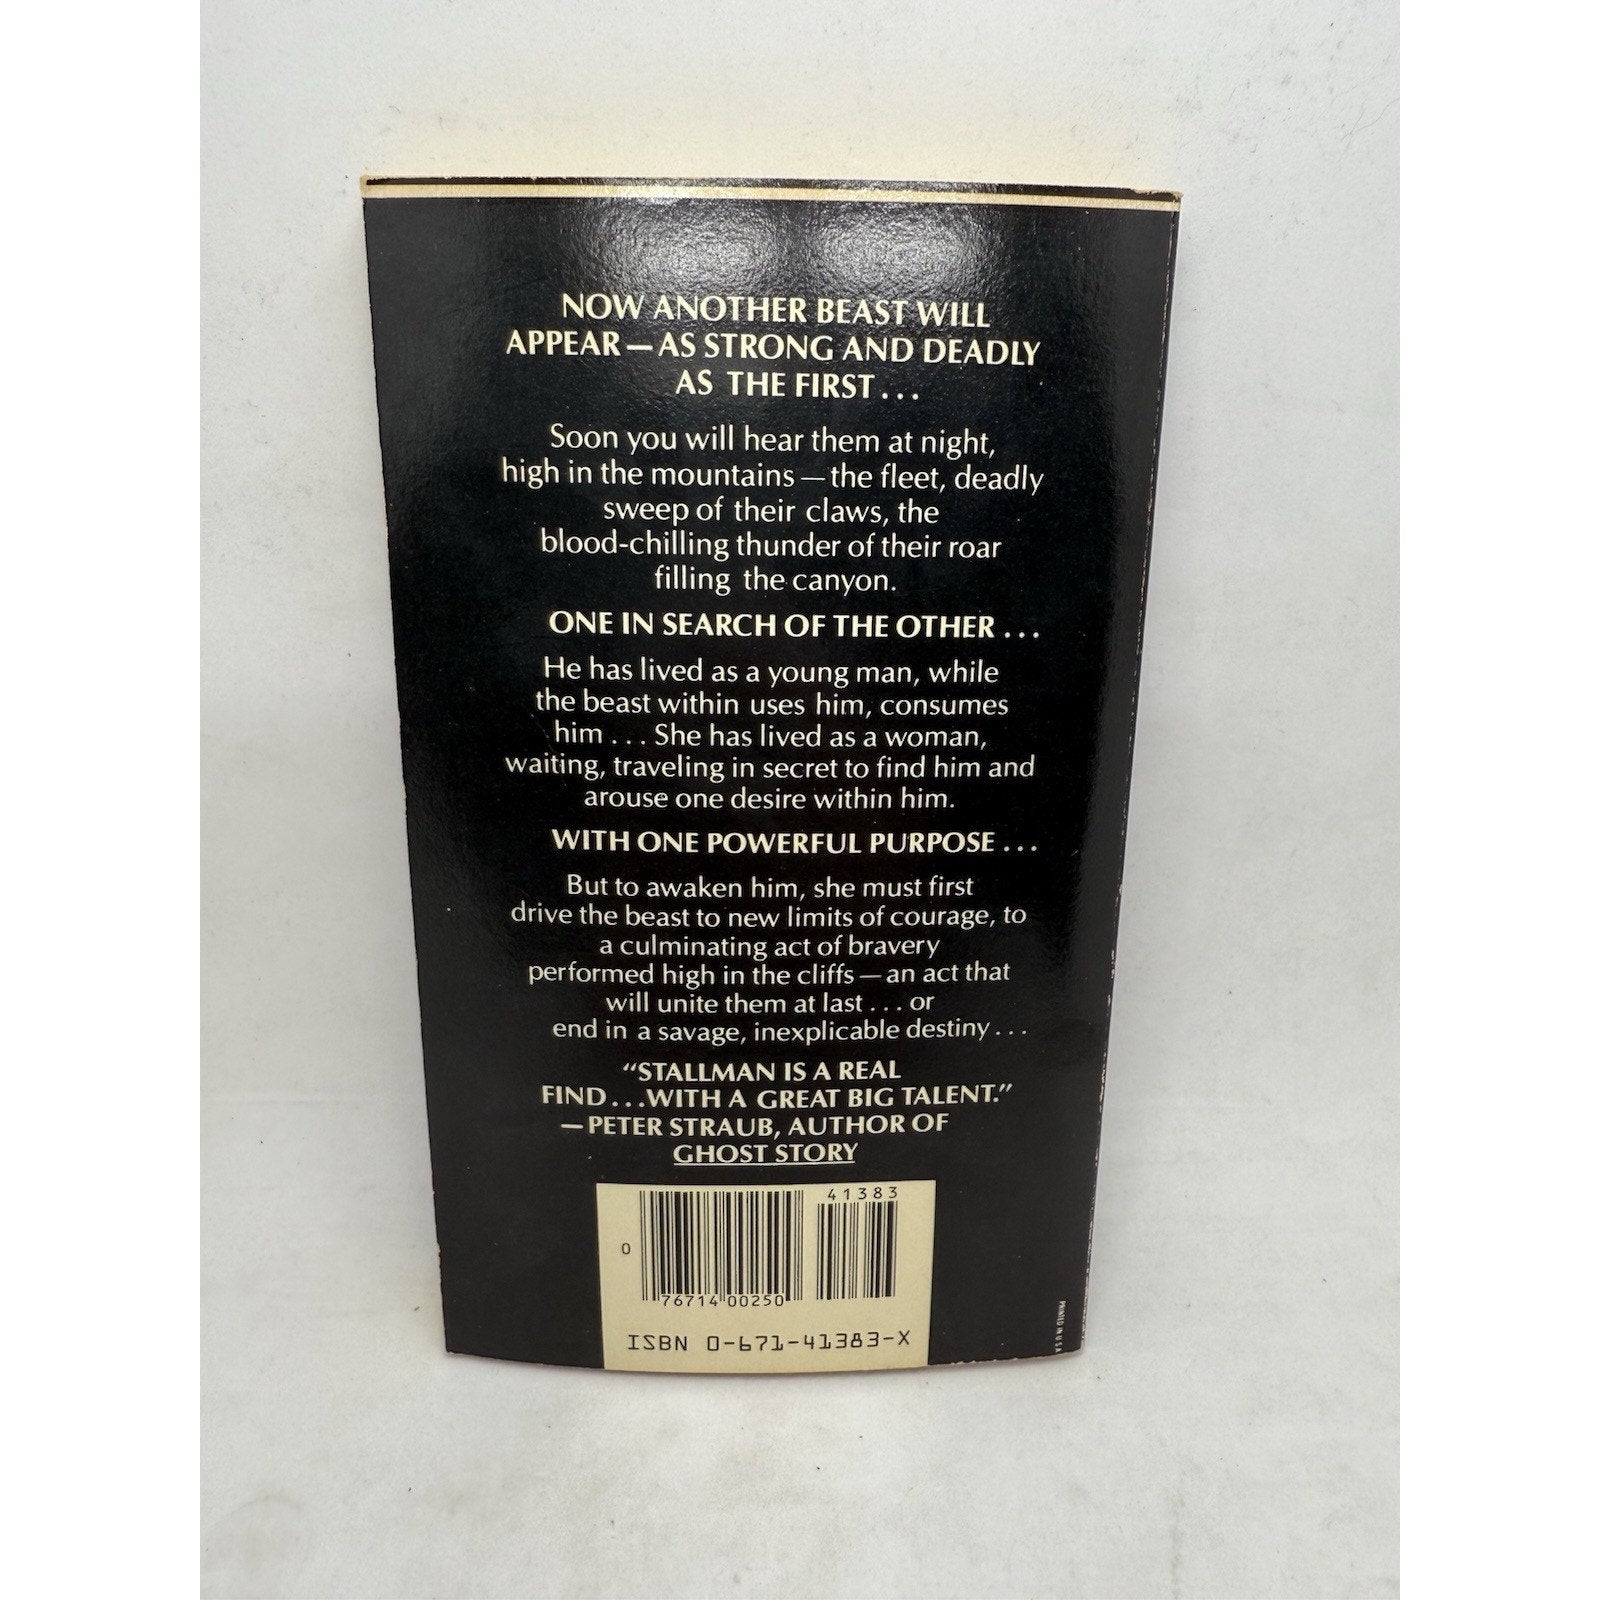 NOW ANOTHER BEAST WILL
APPEAR — AS STRONG AND DEADLY
AS THE FIRST . . .
Soon you will hear them at night,
high in the mountains — the fleet, deadly
sweep of their claws, the
blood-chilling thunder of their roar
filling the canyon.
ONE IN SEARCH OF THE OTHER . . .
He has lived as a young man, while
the beast within uses him, consumes
him . . . She has lived as a woman,
waiting, traveling in secret to find him and
arouse one desire within him.
WITH ONE POWERFUL PURPOSE . . .
But to awaken him, she must first
drive the beast to new limits of courage, to
a culminating act of bravery
performed high in the cliffs — an act that
will unite them at last . . . or
end in a savage, inexplicable destiny . . .
“STALLMAN IS A REAL
FIND . . . WITH A GREAT BIG TALENT.”
—PETER STRAUB, AUTHOR OF
GHOST STORY
41383
0
76714 00250
ISBN 0-671-41383-X
PRINTED IN U.S.A.